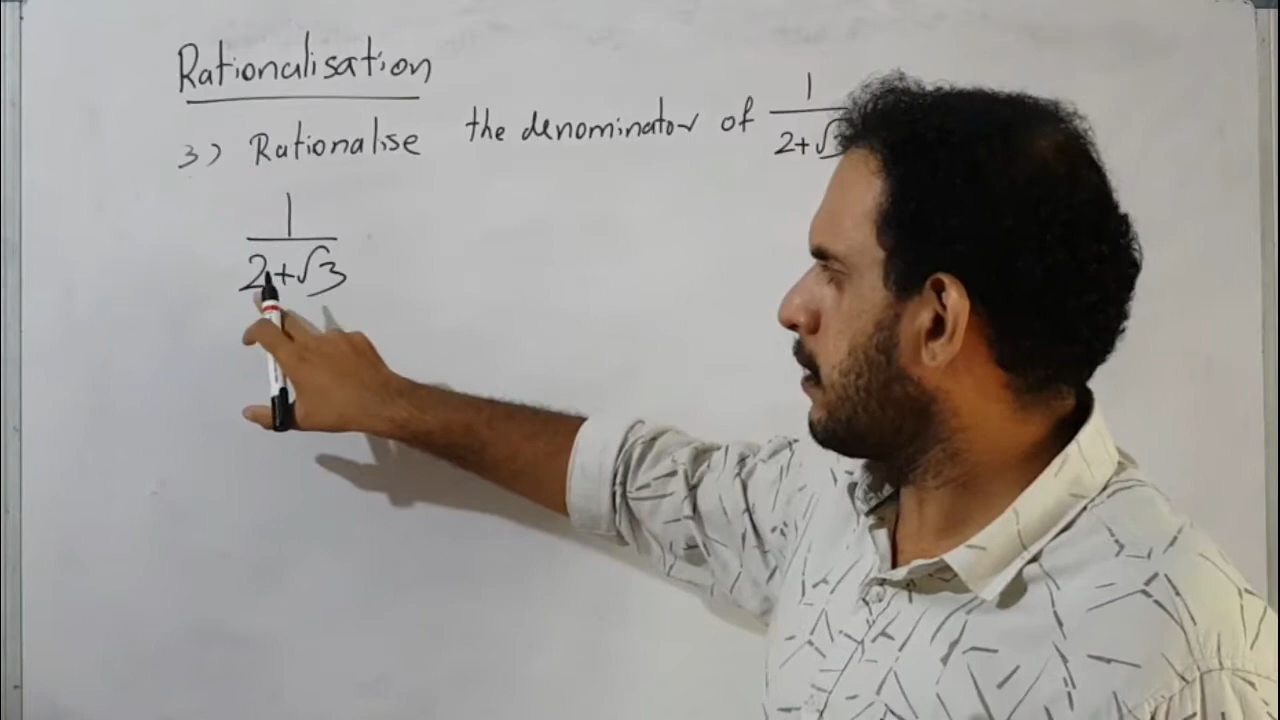 Rationalisation
3) Rationalise the denominator of 1/2+√3
1/2+√3